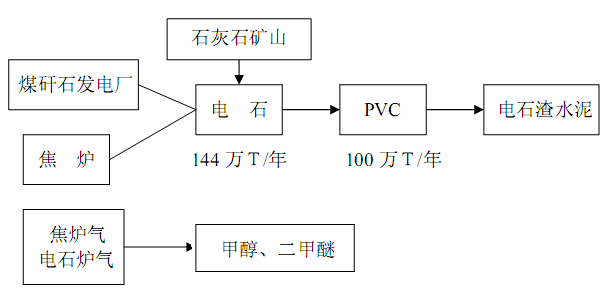 石灰石矿山
煤矸石发电厂
电 石
PVC
电石渣水泥
焦 炉
144 万 T/年
100 万 T/年
焦炉气
电石炉气
甲醇、二甲醚